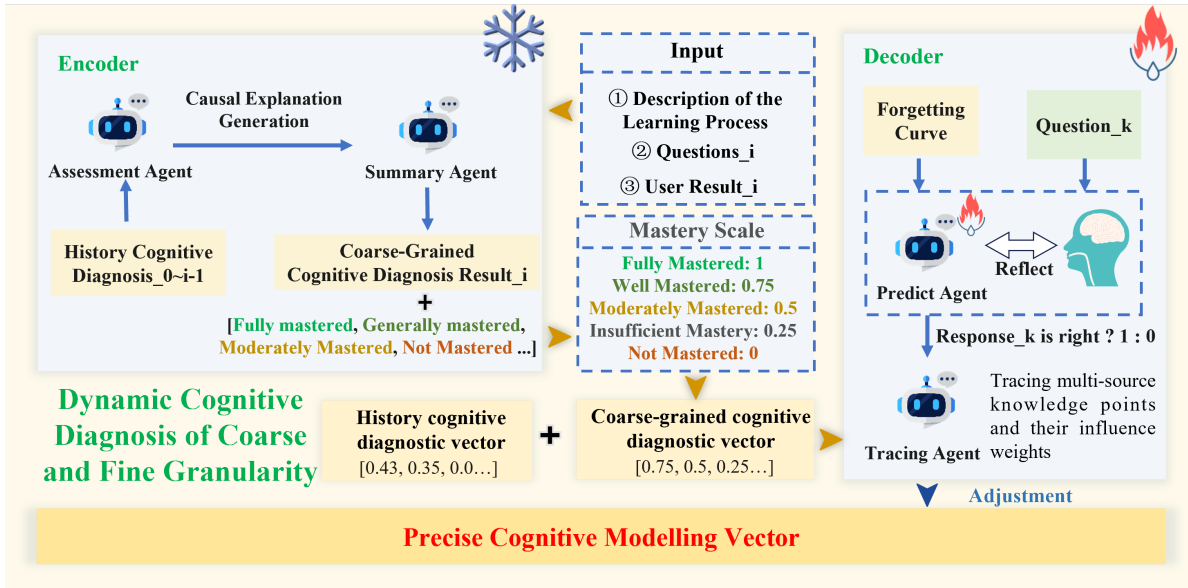 Encoder
Causal Explanation
Generation
Assessment Agent
Summary Agent
History Cognitive
Diagnosis_0~i-1
Coarse-Grained
Cognitive Diagnosis Result_i
+
[Fully mastered, Generally mastered,
Moderately Mastered, Not Mastered ...]
Input
① Description of the
Learning Process
② Questions_i
③ User Result_i
Mastery Scale
Fully Mastered: 1
Well Mastered: 0.75
Moderately Mastered: 0.5
Insufficient Mastery: 0.25
Not Mastered: 0
Decoder
Forgetting
Curve
Question_k
Reflect
Predict Agent
Response_k is right ? 1 : 0
Tracing Agent
Tracing multi-source
knowledge points
and their influence
weights
Dynamic Cognitive
Diagnosis of Coarse
and Fine Granularity
History cognitive
diagnostic vector
[0.43, 0.35, 0.0…]
+
Coarse-grained cognitive
diagnostic vector
[0.75, 0.5, 0.25…]
Adjustment
Precise Cognitive Modelling Vector